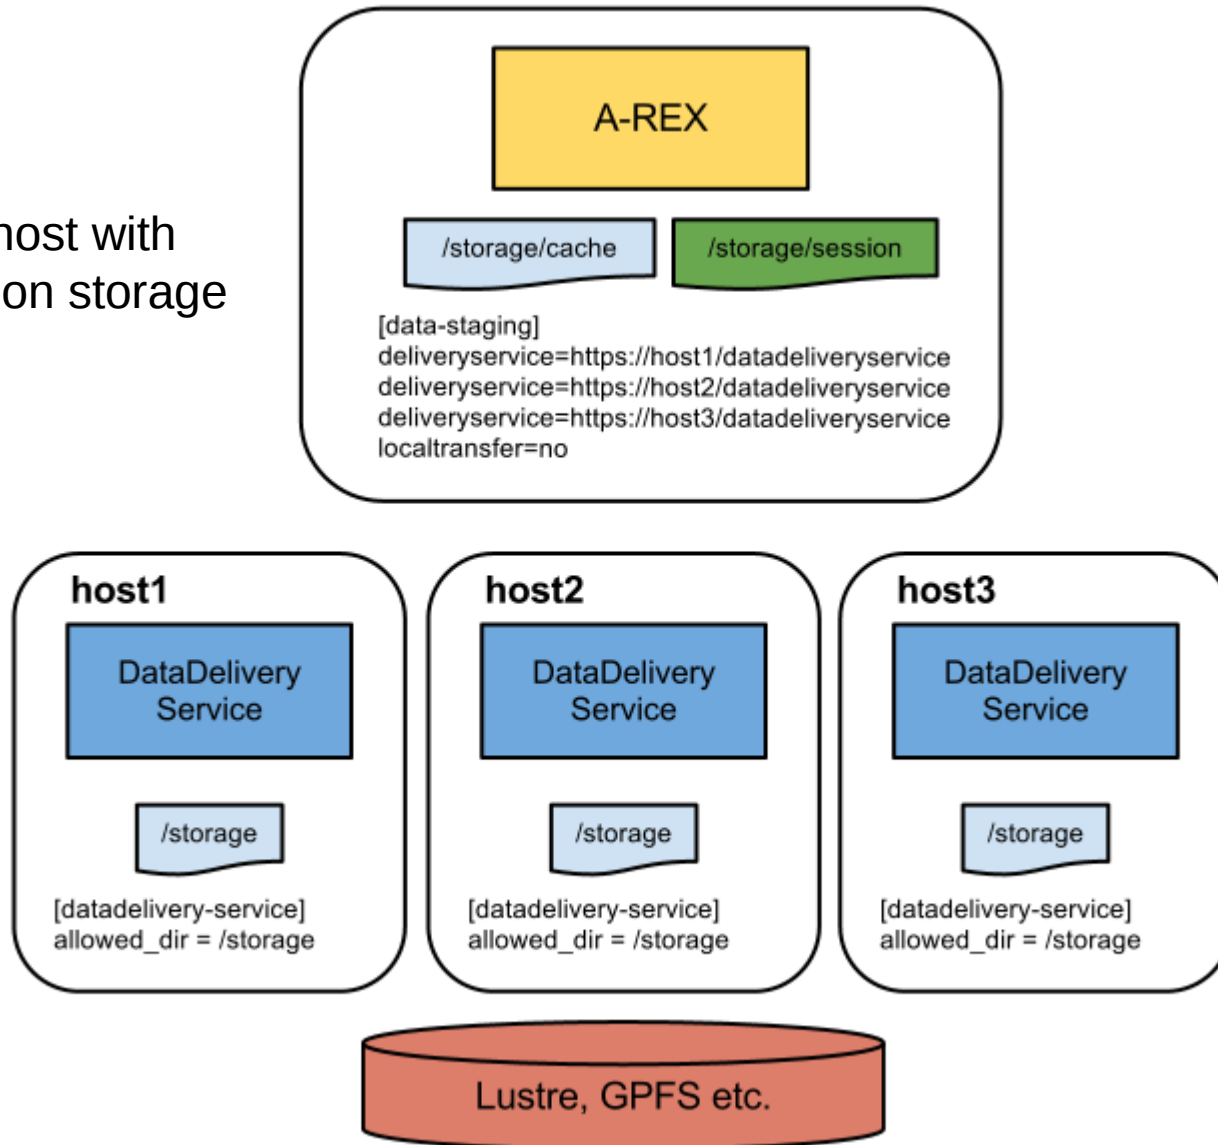 A-REX
host with
on storage
/storage/cache
/storage/session
[data-staging]
deliveryservice=https://host1/datadeliveryservice
deliveryservice=https://host2/datadeliveryservice
deliveryservice=https://host3/datadeliveryservice
localtransfer=no
host1
DataDelivery
Service
/storage
[datadelivery-service]
allowed_dir = /storage
host2
DataDelivery
Service
/storage
[datadelivery-service]
allowed_dir = /storage
host3
DataDelivery
Service
/storage
[datadelivery-service]
allowed_dir = /storage
Lustre, GPFS etc.